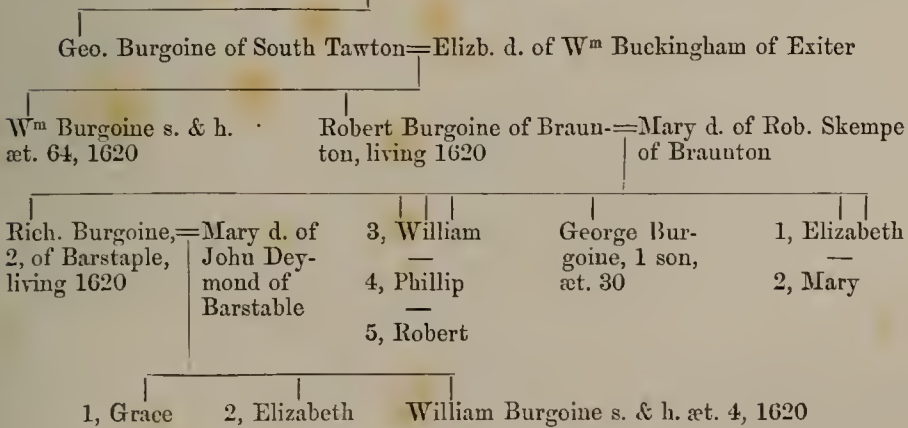 Geo. Burgoine of South Tawton=Elizb. d. of Wm Buckingham of Exiter
Wm Burgoine s. & h.
æt. 64, 1620
Robert Burgoine of Braun-=Mary d. of Rob. Skempe
ton, living 1620
of Braunton
Rich. Burgoine,=Mary d. of
2, of Barstaple,
living 1620
John Dey-
mond of
Barstable
3, William
—
4, Phillip
—
5, Robert
George Bur-
goine, 1 son,
æt. 30
1, Elizabeth
—
2, Mary
1, Grace
2, Elizabeth
William Burgoine s. & h. æt. 4, 1620